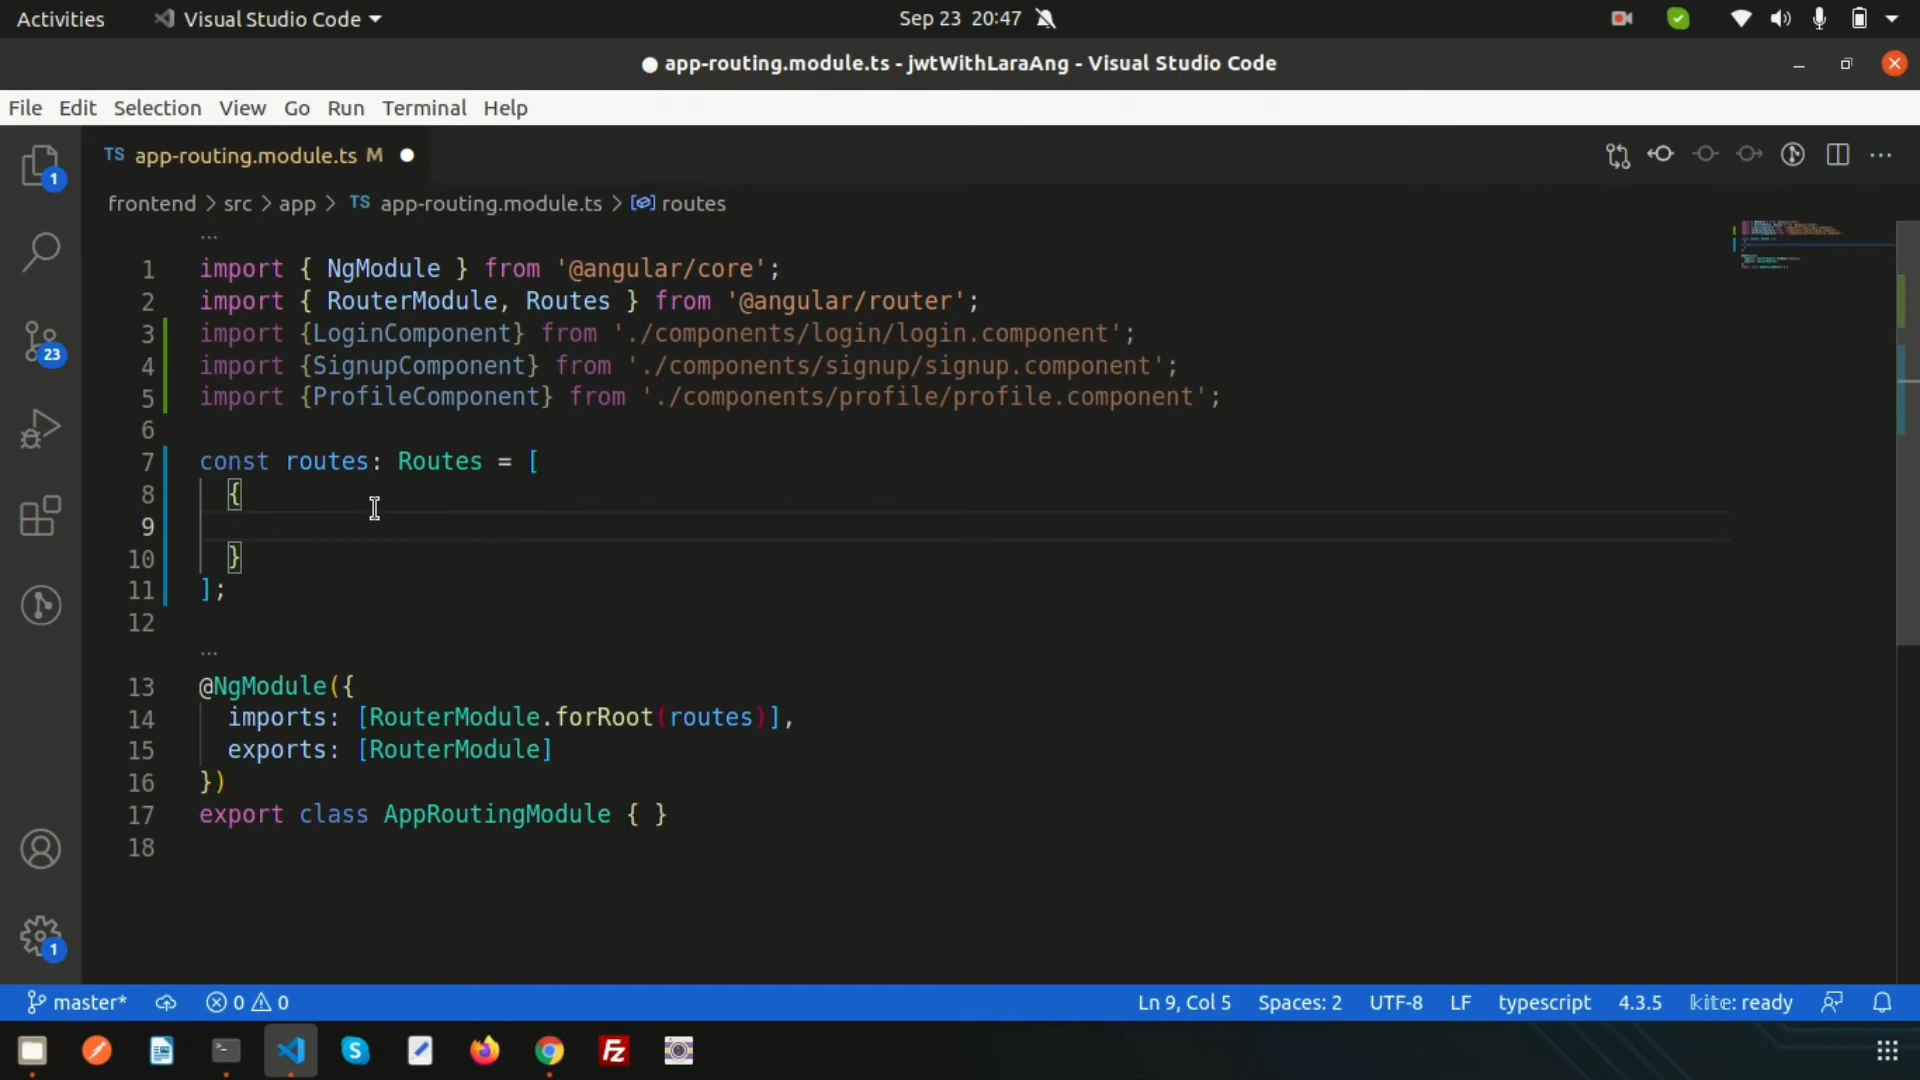 Activities
Visual Studio Code
Sep 23 20:47
app-routing.module.ts - jwtWithLaraAng - Visual Studio Code
File Edit Selection View Go Run Terminal Help
TS app-routing.module.ts M
frontend > src > app > TS app-routing.module.ts > routes
1
...
1 import { NgModule } from '@angular/core';
2 import { RouterModule, Routes } from '@angular/router';
3 import {LoginComponent} from './components/login/login.component';
4 import {SignupComponent} from './components/signup/signup.component';
5 import {ProfileComponent} from './components/profile/profile.component';
6
7 const routes: Routes = [
8 {
9
10 }
11 ];
12
...
13 @NgModule({
14 imports: [RouterModule.forRoot(routes)],
15 exports: [RouterModule]
16 })
17 export class AppRoutingModule { }
18
23
1
master* 0 0 Ln 9, Col 5 Spaces: 2 UTF-8 LF typescript 4.3.5 kite: ready
Fz